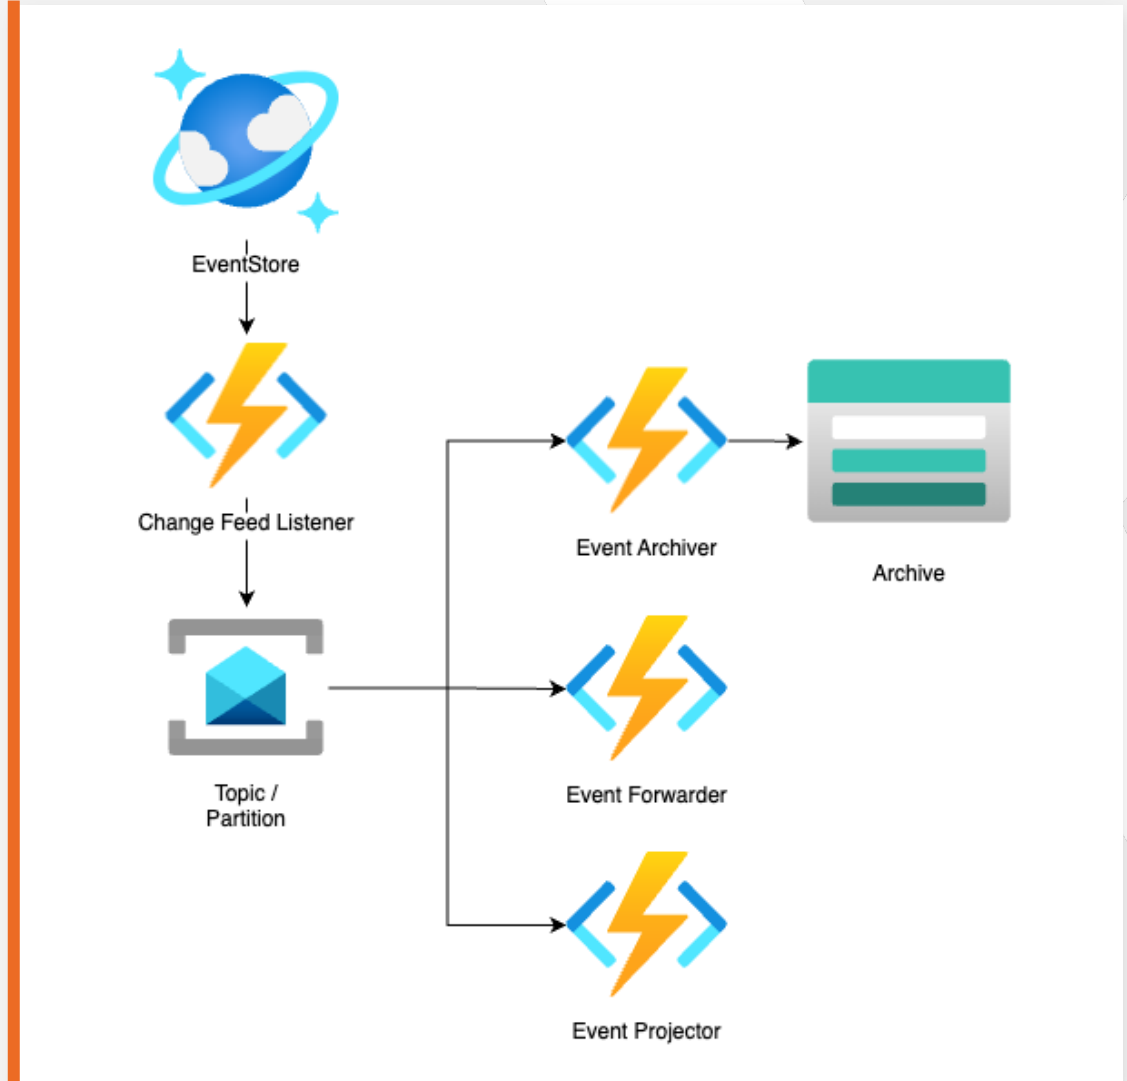 EventStore
Change Feed Listener
Event Archiver
Archive
Topic /
Partition
Event Forwarder
Event Projector